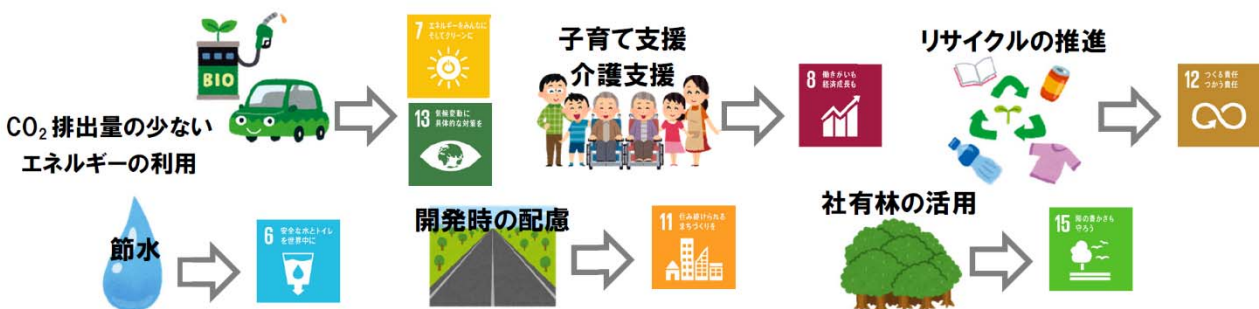 BIO
CO₂排出量の少ない
エネルギーの利用
7 エネルギーをみんなに
そしてクリーンに
13 気候変動に
具体的な対策を
子育て支援
介護支援
8 働きがいも
経済成長も
リサイクルの推進
12 つくる責任
つかう責任
節水
6 安全な水とトイレ
を世界中に
開発時の配慮
11 住み続けられる
まちづくりを
社有林の活用
15 陸の豊かさも
守ろう